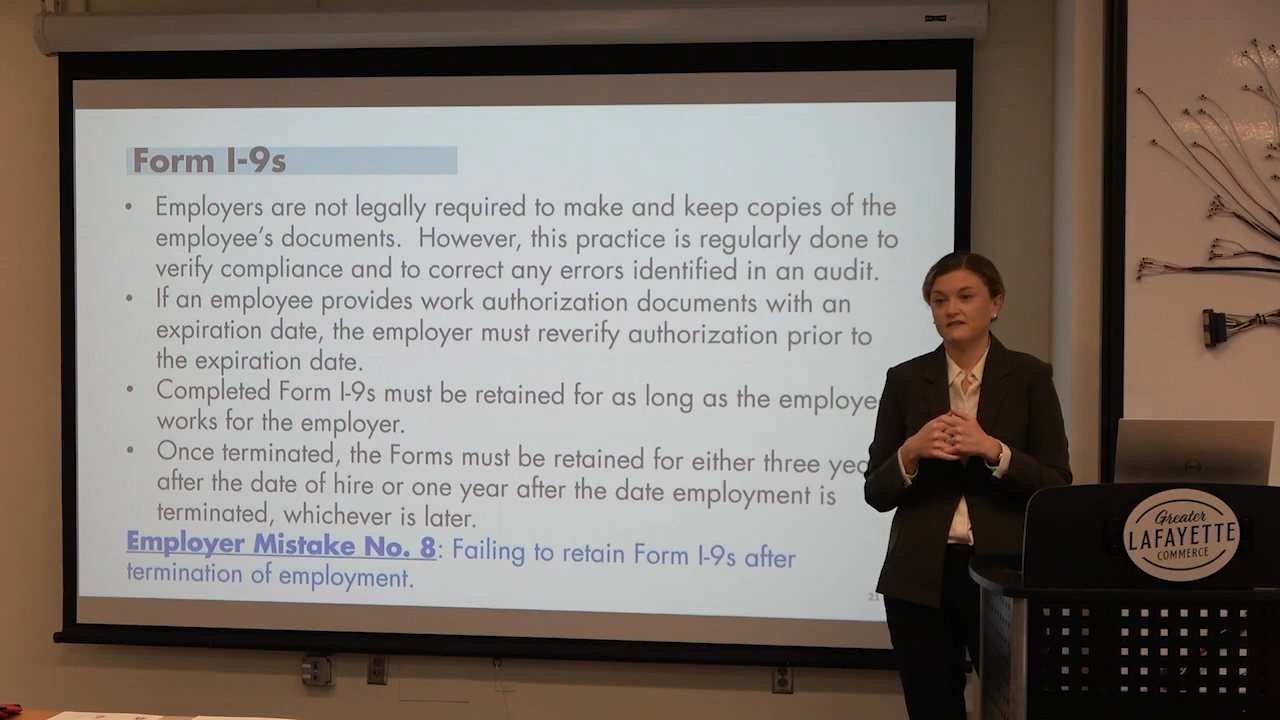 Form I-9s
• Employers are not legally required to make and keep copies of the
employee's documents. However, this practice is regularly done to
verify compliance and to correct any errors identified in an audit.
• If an employee provides work authorization documents with an
expiration date, the employer must reverify authorization prior to
the expiration date.
• Completed Form I-9s must be retained for as long as the employe
works for the employer.
• Once terminated, the Forms must be retained for either three yea
after the date of hire or one year after the date employment is
terminated, whichever is later.
Employer Mistake No. 8: Failing to retain Form I-9s after
termination of employment.
Greater
LAFAYETTE
COMMERCE